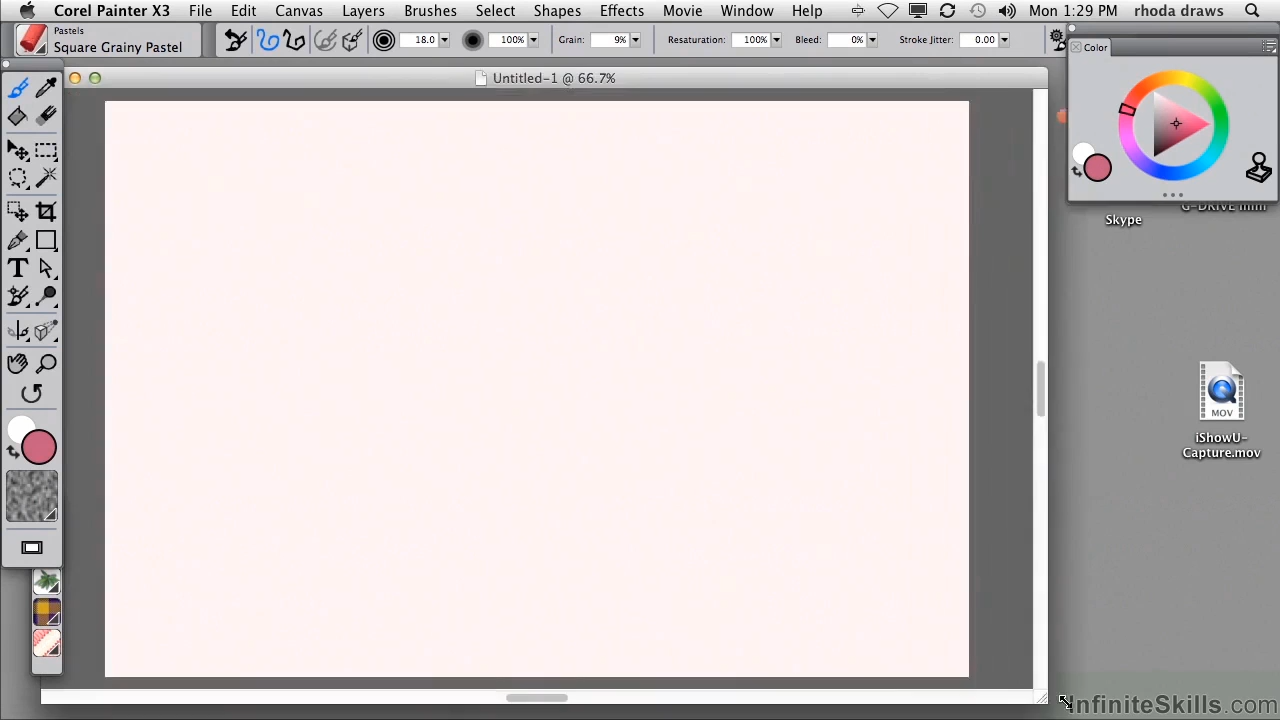 Corel Painter X3 File Edit Canvas Layers Brushes Select Shapes Effects Movie Window Help Mon 1:29 PM rhoda draws
Pastels
Square Grainy Pastel
18.0 100% Grain: 9% Resaturation: 100% Bleed: 0% Stroke Jitter: 0.00
Color
Untitled-1 @ 66.7%
G-DRIVE mini
Skype
T
MOV
iShowU-
Capture.mov
InfiniteSkills.com